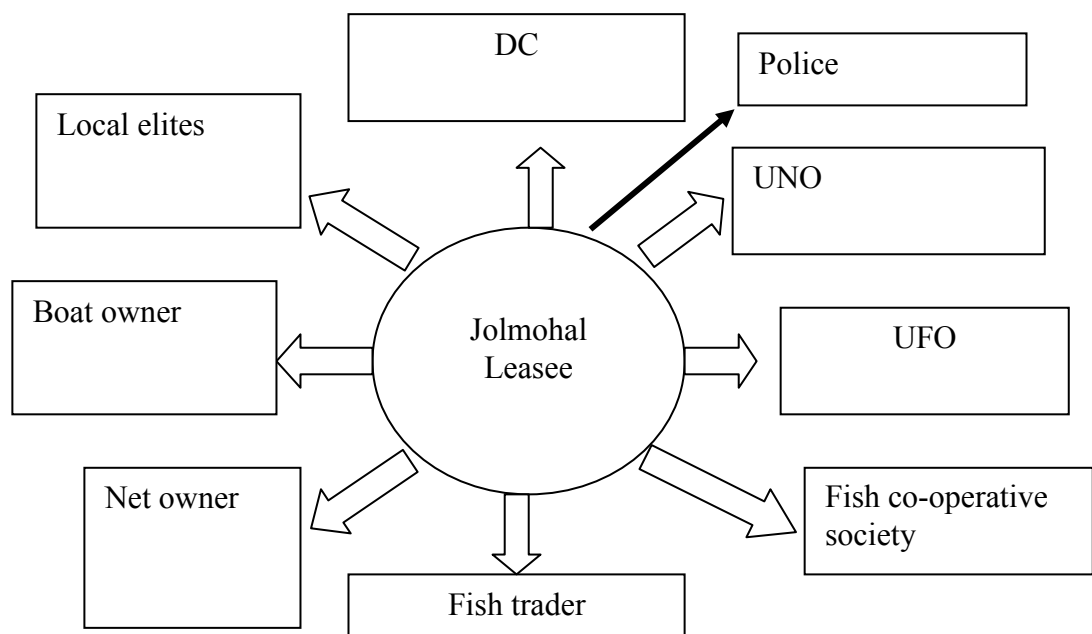 DC
Police
Local elites
UNO
Boat owner
Jolmohal
Leasee
UFO
Net owner
Fish co-operative
society
Fish trader